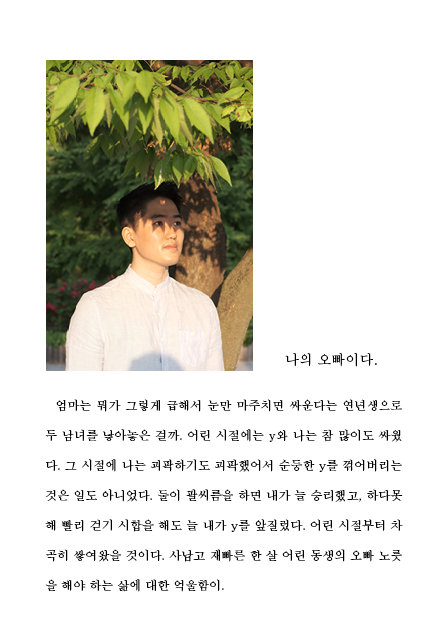 나의 오빠이다.
엄마는 뭐가 그렇게 급해서 눈만 마주치면 싸운다는 연년생으로
두 남녀를 낳아놓은 걸까. 어린 시절에는 y와 나는 참 많이도 싸웠
다. 그 시절에 나는 괴팍하기도 괴팍했어서 순둥한 y를 꺾어버리는
것은 일도 아니었다. 둘이 팔씨름을 하면 내가 늘 승리했고, 하다못
해 빨리 걷기 시합을 해도 늘 내가 y를 앞질렀다. 어린 시절부터 차
곡히 쌓여왔을 것이다. 사납고 재빠른 한 살 어린 동생의 오빠 노릇
을 해야 하는 삶에 대한 억울함이.